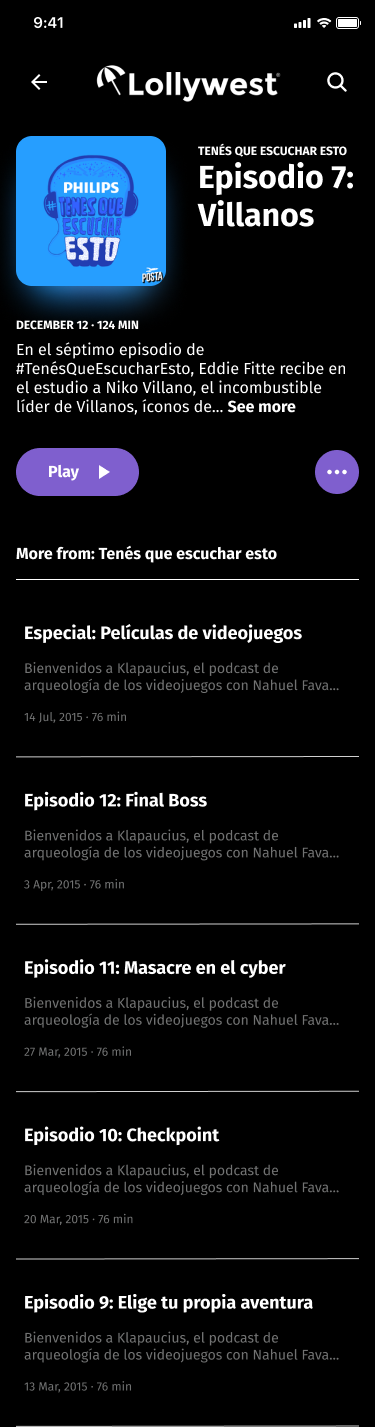 9:41
Lollywest
PHILIPS
#TENES QUE
ESCUCHAR
ESTO
POSTA
TENÉS QUE ESCUCHAR ESTO
Episodio 7:
Villanos
DECEMBER 12 · 124 MIN
En el séptimo episodio de
#TenésQueEscucharEsto, Eddie Fitte recibe en
el estudio a Niko Villano, el incombustible
líder de Villanos, íconos de... See more
Play
More from: Tenés que escuchar esto
Especial: Películas de videojuegos
Bienvenidos a Klapaucius, el podcast de
arqueología de los videojuegos con Nahuel Fava...
14 Jul, 2015 · 76 min
Episodio 12: Final Boss
Bienvenidos a Klapaucius, el podcast de
arqueología de los videojuegos con Nahuel Fava...
3 Apr, 2015 · 76 min
Episodio 11: Masacre en el cyber
Bienvenidos a Klapaucius, el podcast de
arqueología de los videojuegos con Nahuel Fava...
27 Mar, 2015 · 76 min
Episodio 10: Checkpoint
Bienvenidos a Klapaucius, el podcast de
arqueología de los videojuegos con Nahuel Fava...
20 Mar, 2015 · 76 min
Episodio 9: Elige tu propia aventura
Bienvenidos a Klapaucius, el podcast de
arqueología de los videojuegos con Nahuel Fava...
13 Mar, 2015 · 76 min